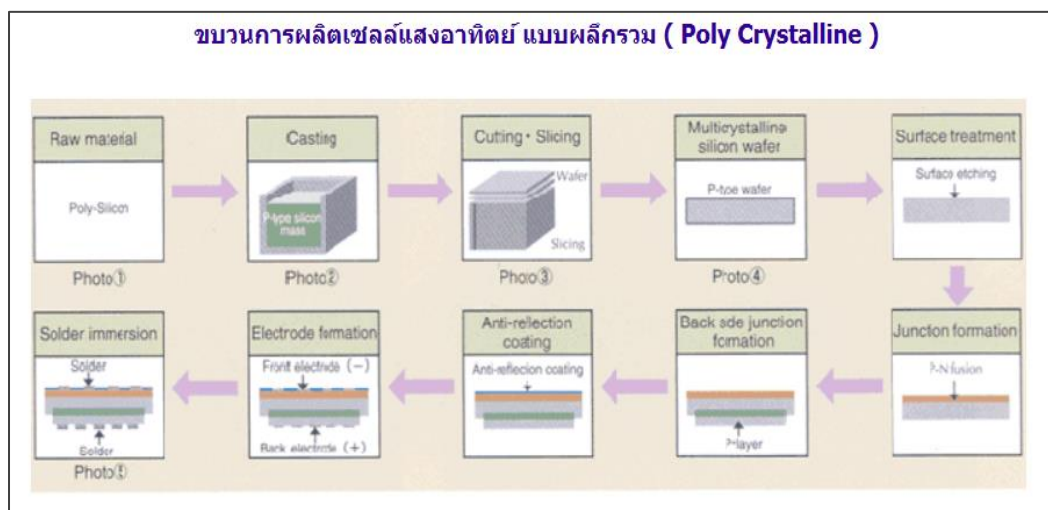 ขบวนการผลิตเซลล์แสงอาทิตย์ แบบผลึกรวม ( Poly Crystalline )
Raw material
Poly-Silicon
Photo①
Casting
P-type silicon
mass
Photo②
Cutting・Slicing
Wafer
Slicing
Photo③
Multicrystalline
silicon wafer
P-type wafer
Photo④
Surface treatment
Surface etching
Junction formation
P-N fusion
Back side junction
formation
P-layer
Anti-reflection
coating
Anti-reflecion coating
Electrode formation
Front electrode (−)
Back electrode (+)
Solder immersion
Solder
Solder
Photo